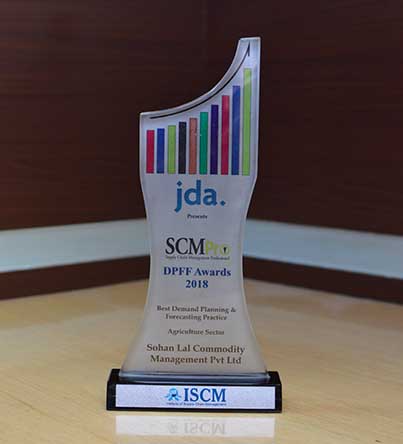 jda.
Presents
SCMPro
Supply Chain Management Professional
DPFF Awards
2018
Best Demand Planning &
Forecasting Practice
Agriculture Sector
Sohan Lal Commodity
Management Pvt Ltd
ISCM
Institute of Supply Chain Management